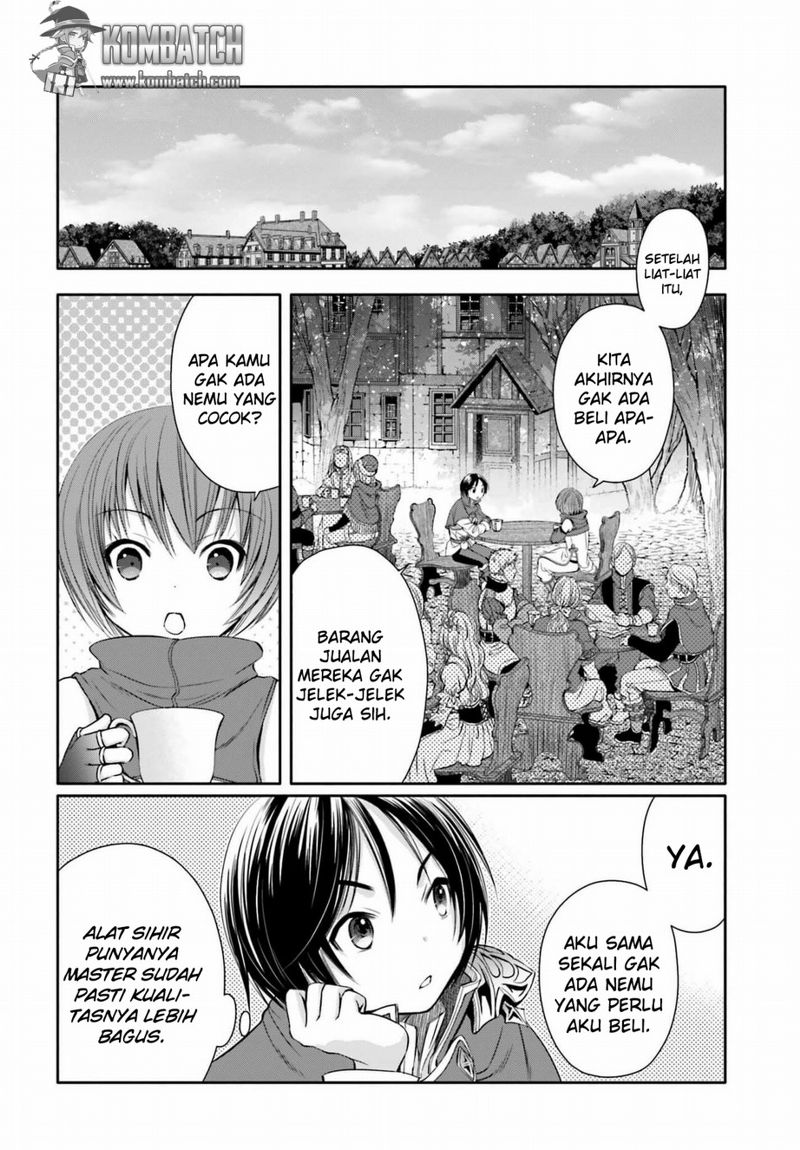 KOMBATCH
www.kombatch.com
SETELAH
LIAT-LIAT
ITU,
KITA
AKHIRNYA
GAK ADA
BELI APA-
APA.
BARANG
JUALAN
MEREKA GAK
JELEK-JELEK
JUGA SIH.
APA KAMU
GAK ADA
NEMU YANG
COCOK?
YA.
AKU SAMA
SEKALI GAK
ADA NEMU
YANG PERLU
AKU BELI.
ALAT SIHIR
PUNYANYA
MASTER SUDAH
PASTI KUALI-
TASNYA LEBIH
BAGUS.